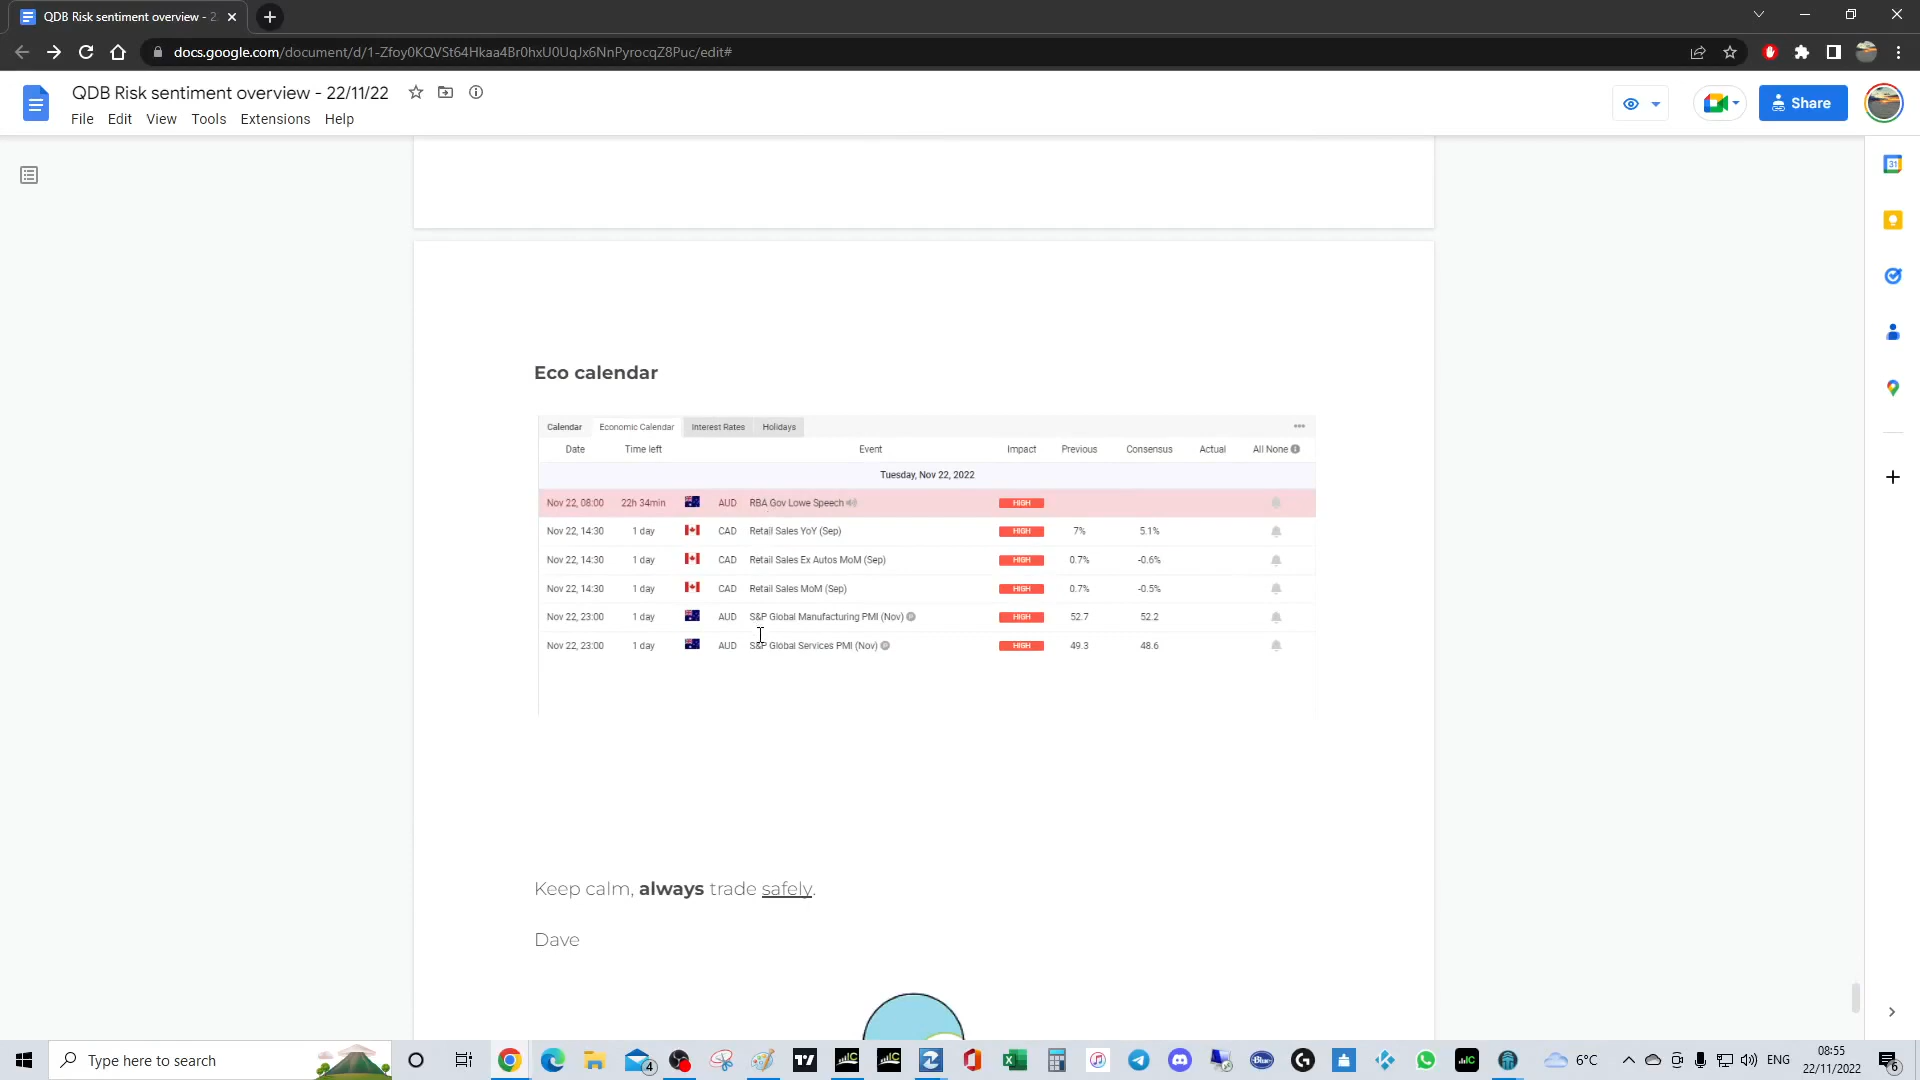 QDB Risk sentiment overview - 2
docs.google.com/document/d/1-Zfoy0KQVSt64Hkaa4Br0hxU0UqJx6NnPyrocqZ8Puc/edit#
QDB Risk sentiment overview - 22/11/22
File Edit View Tools Extensions Help
Share
31
Eco calendar
Calendar Economic Calendar Interest Rates Holidays
Date Time left Event Impact Previous Consensus Actual All None
Tuesday, Nov 22, 2022
Nov 22, 08:00 22h 34min AUD RBA Gov Lowe Speech HIGH
Nov 22, 14:30 1 day CAD Retail Sales YoY (Sep) HIGH 7% 5.1%
Nov 22, 14:30 1 day CAD Retail Sales Ex Autos MoM (Sep) HIGH 0.7% -0.6%
Nov 22, 14:30 1 day CAD Retail Sales MoM (Sep) HIGH 0.7% -0.5%
Nov 22, 23:00 1 day AUD S&P Global Manufacturing PMI (Nov) P HIGH 52.7 52.2
Nov 22, 23:00 1 day AUD S&P Global Services PMI (Nov) P HIGH 49.3 48.6
Keep calm, always trade safely.
Dave
Type here to search
4
6°C
ENG
08:55
22/11/2022
6